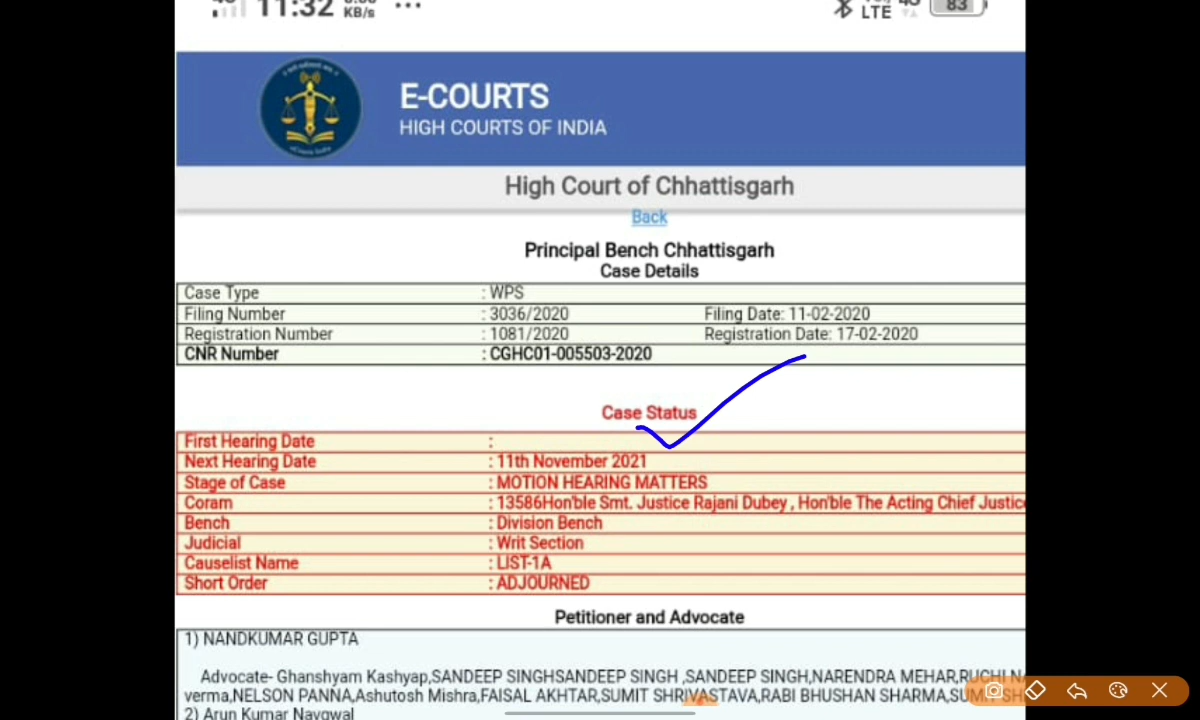 11:32 KB/s ...
LTE 4G 83
E-COURTS
HIGH COURTS OF INDIA
High Court of Chhattisgarh
Back
Principal Bench Chhattisgarh
Case Details
Case Type : WPS
Filing Number : 3036/2020 Filing Date: 11-02-2020
Registration Number : 1081/2020 Registration Date: 17-02-2020
CNR Number : CGHC01-005503-2020
Case Status
First Hearing Date :
Next Hearing Date : 11th November 2021
Stage of Case : MOTION HEARING MATTERS
Coram : 13586Hon'ble Smt. Justice Rajani Dubey , Hon'ble The Acting Chief Justic
Bench : Division Bench
Judicial : Writ Section
Causelist Name : LIST-1A
Short Order : ADJOURNED
Petitioner and Advocate
1) NANDKUMAR GUPTA
Advocate- Ghanshyam Kashyap,SANDEEP SINGHSANDEEP SINGH ,SANDEEP SINGH,NARENDRA MEHAR,RUCHI
verma,NELSON PANNA,Ashutosh Mishra,FAISAL AKHTAR,SUMIT SHRIVASTAVA,RABI BHUSHAN SHARMA,
2) Arun Kumar Navgwal